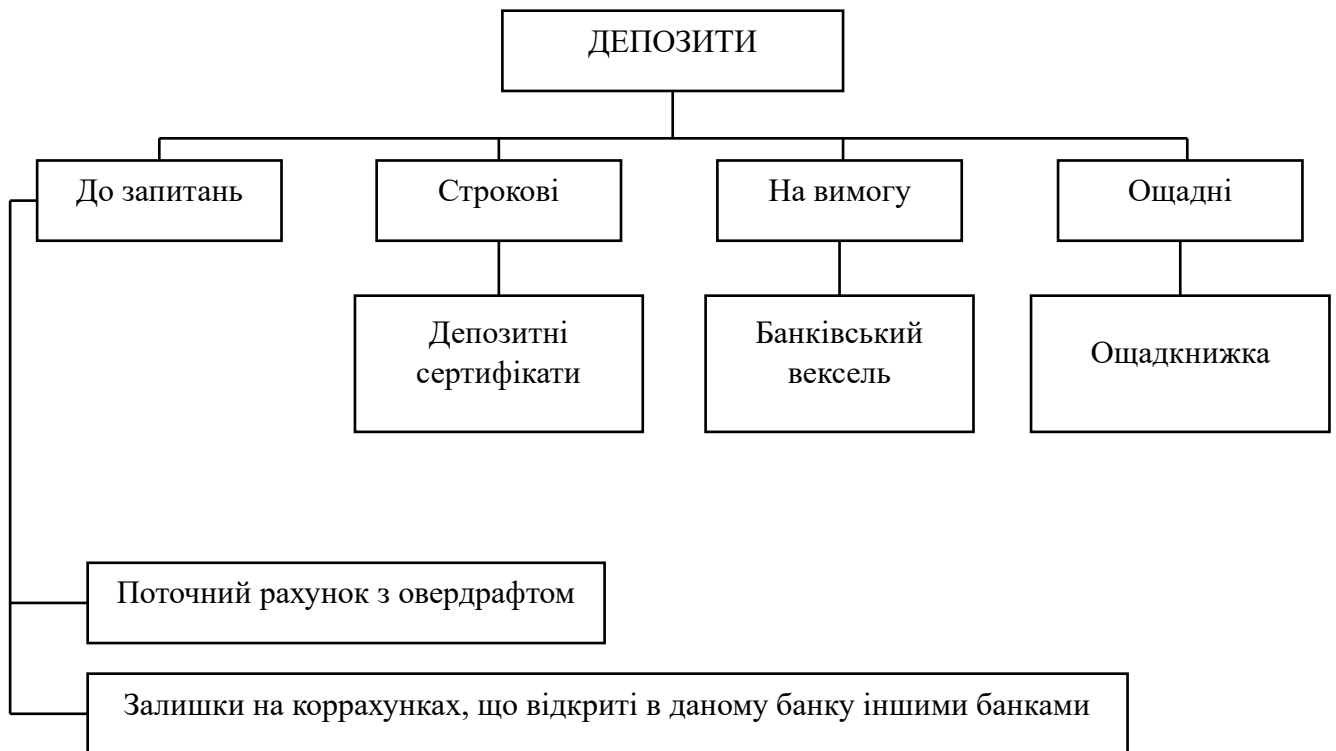 ДЕПОЗИТИ
До запитань
Строкові
На вимогу
Ощадні
Депозитні
сертифікати
Банківський
вексель
Ощадкнижка
Поточний рахунок з овердрафтом
Залишки на коррахунках, що відкриті в даному банку іншими банками